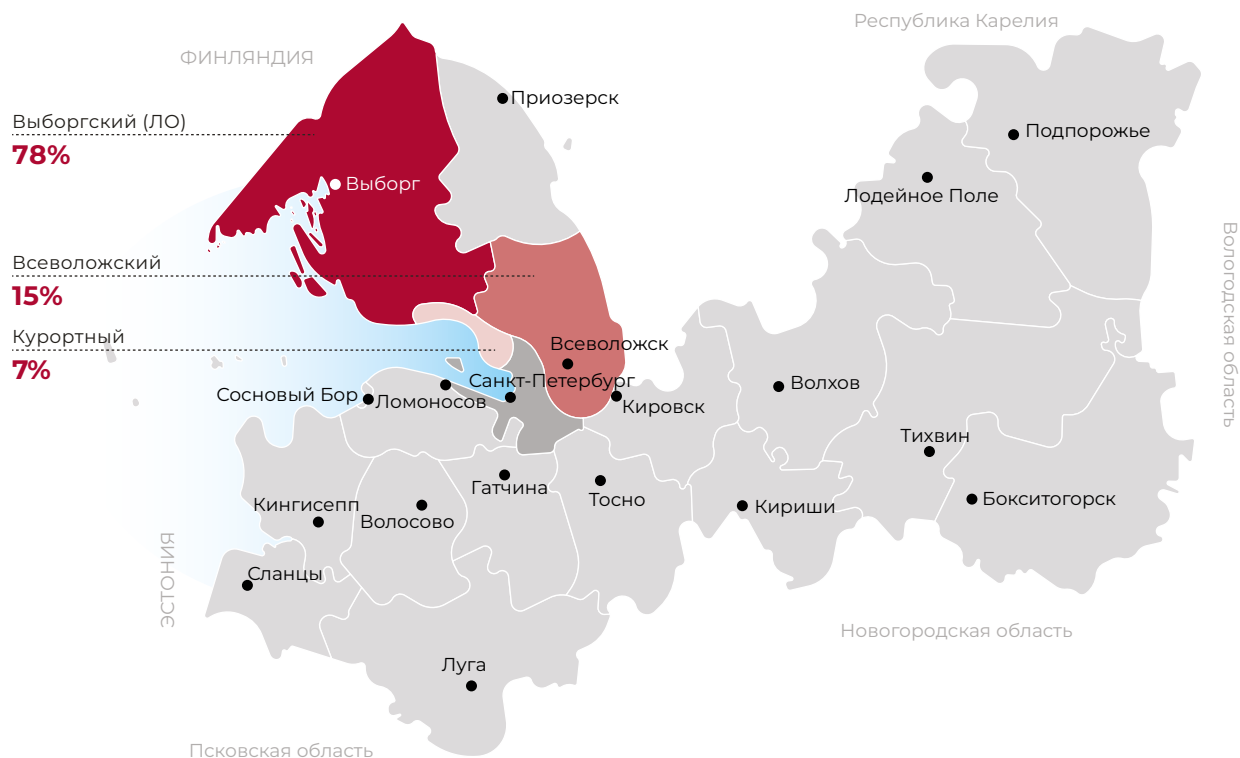 Республика Карелия
ФИНЛЯНДИЯ
Приозерск
Выборгский (ЛО)
78%
Подпорожье
Выборг
Лодейное Поле
Вологодская область
Всеволожский
15%
Курортный
7%
Всеволожск
Санкт-Петербург
Волхов
Сосновый Бор
Ломоносов
Кировск
Тихвин
Гатчина
Тосно
Бокситогорск
Кингисепп
Волосово
Кириши
ЭСТОНИЯ
Сланцы
Новогородская область
Луга
Псковская область